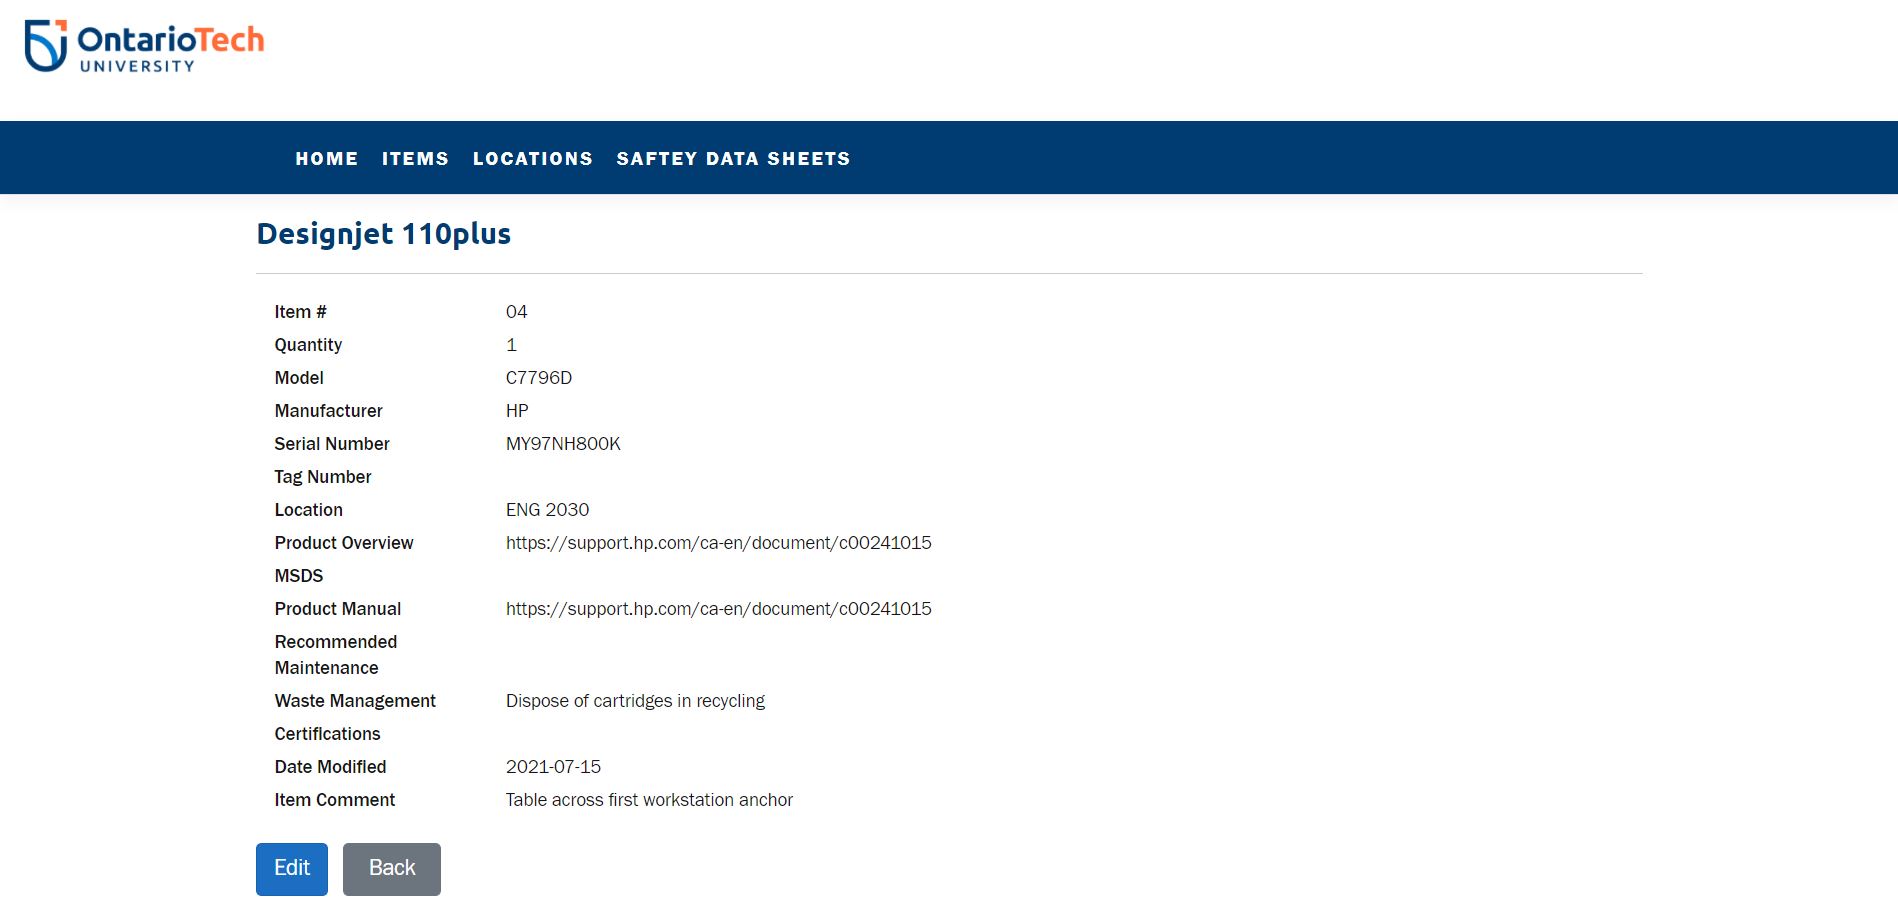 OntarioTech
UNIVERSITY
HOME ITEMS LOCATIONS SAFTEY DATA SHEETS
Designjet 110plus
Item # 04
Quantity 1
Model C7796D
Manufacturer HP
Serial Number MY97NH800K
Tag Number
Location ENG 2030
Product Overview https://support.hp.com/ca-en/document/c00241015
MSDS
Product Manual https://support.hp.com/ca-en/document/c00241015
Recommended
Maintenance
Waste Management Dispose of cartridges in recycling
Certifications
Date Modified 2021-07-15
Item Comment Table across first workstation anchor
Edit Back